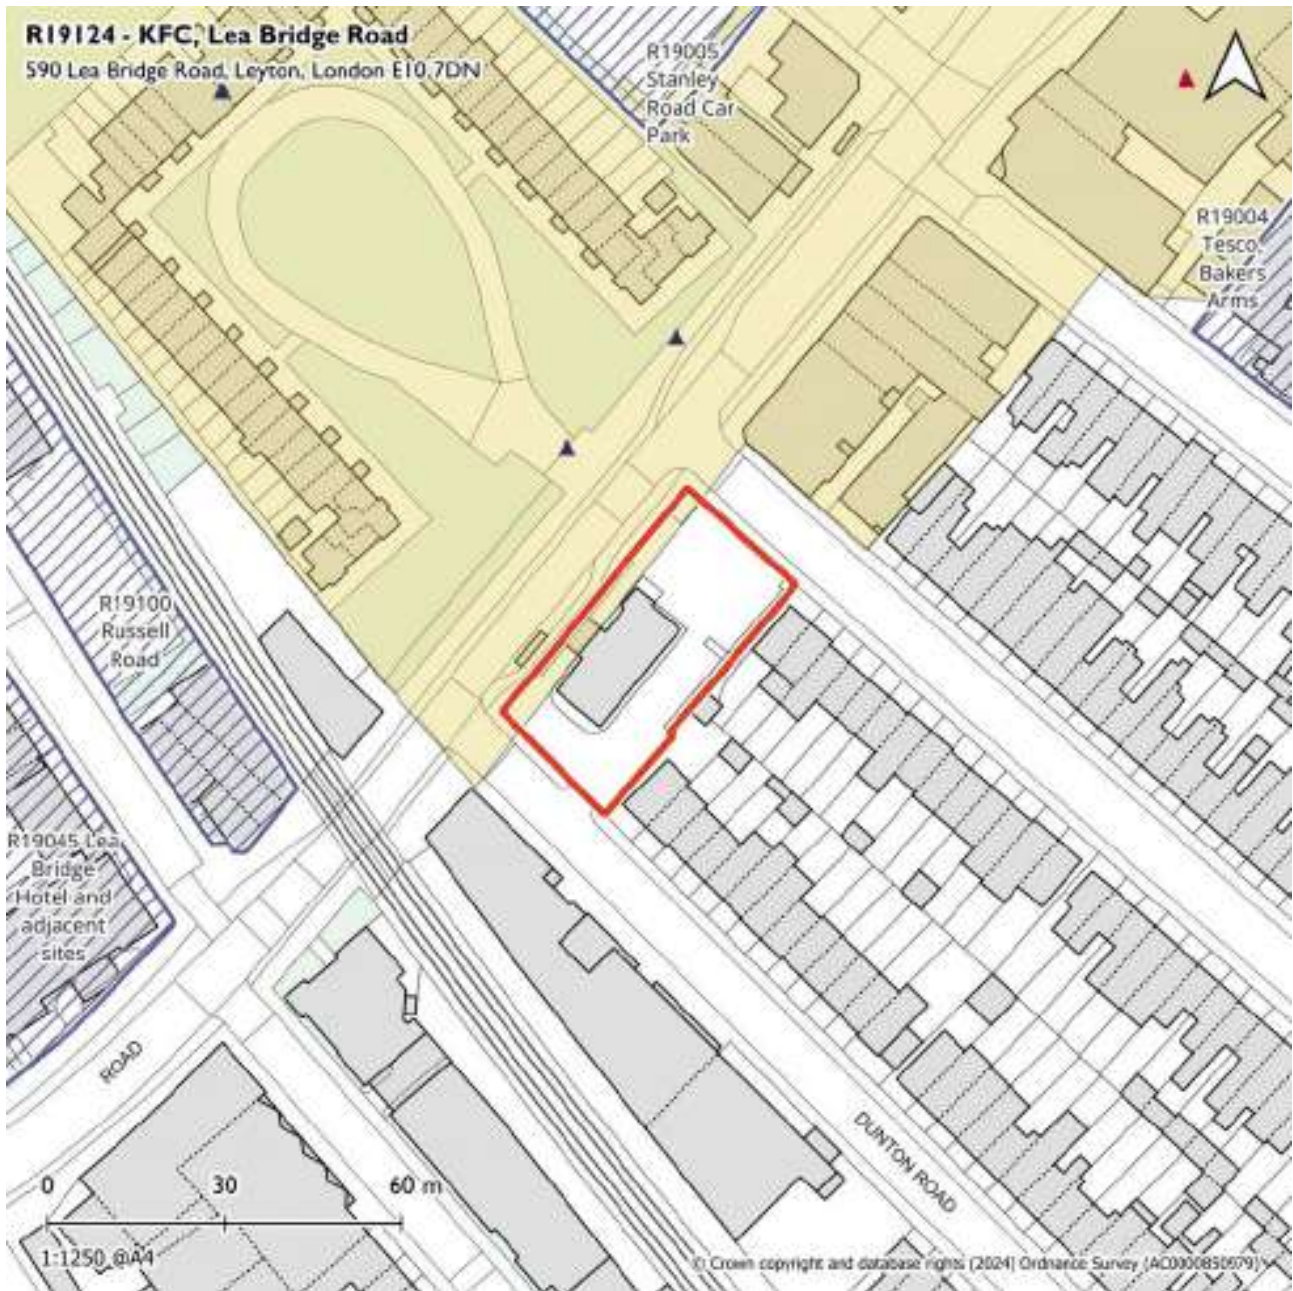 R19124 - KFC, Lea Bridge Road
590 Lea Bridge Road, Leyton, London E10 7DN
R19005
Stanley
Road Car
Park
R19004
Tesco,
Bakers
Arms
R19100
Russell
Road
R19045 Lea
Bridge
Hotel and
adjacent
sites
ROAD
DUNTON ROAD
0 30 60 m
1:1250 @A4
© Crown copyright and database rights [2024] Ordnance Survey (AC0000850979)